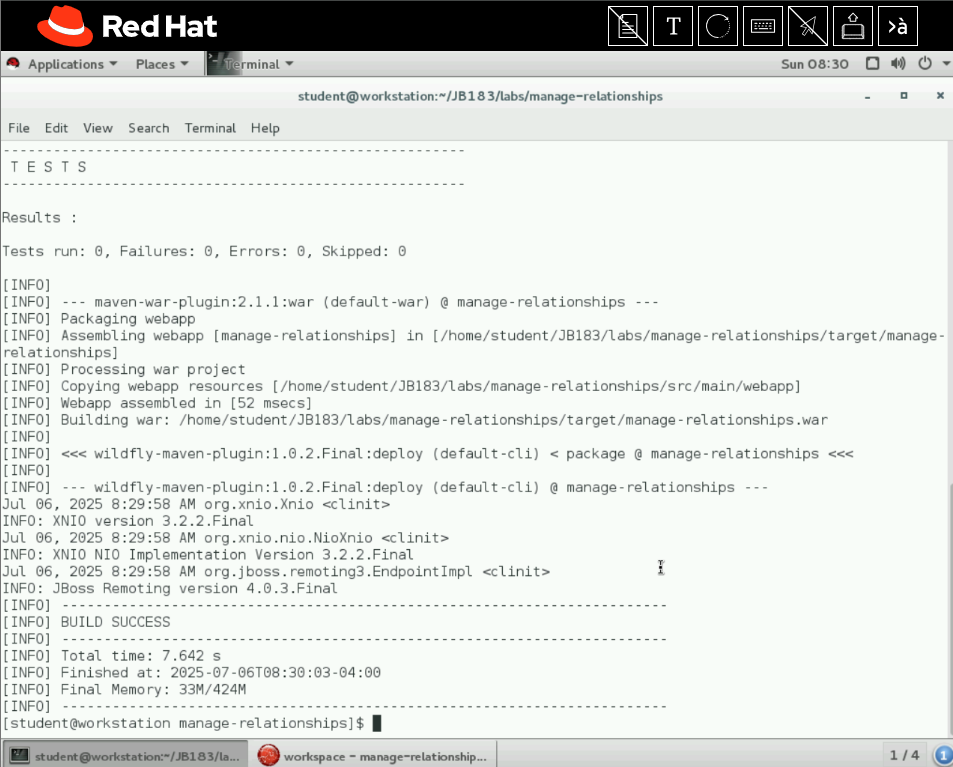 Red Hat
T
>à
Applications Places Terminal Sun 08:30
student@workstation:~/JB183/labs/manage-relationships
File Edit View Search Terminal Help
-------------------------------------------------------
 T E S T S
-------------------------------------------------------
Results :
Tests run: 0, Failures: 0, Errors: 0, Skipped: 0
[INFO]
[INFO] --- maven-war-plugin:2.1.1:war (default-war) @ manage-relationships ---
[INFO] Packaging webapp
[INFO] Assembling webapp [manage-relationships] in [/home/student/JB183/labs/manage-relationships/target/manage-
relationships]
[INFO] Processing war project
[INFO] Copying webapp resources [/home/student/JB183/labs/manage-relationships/src/main/webapp]
[INFO] Webapp assembled in [52 msecs]
[INFO] Building war: /home/student/JB183/labs/manage-relationships/target/manage-relationships.war
[INFO]
[INFO] <<< wildfly-maven-plugin:1.0.2.Final:deploy (default-cli) < package @ manage-relationships <<<
[INFO]
[INFO] --- wildfly-maven-plugin:1.0.2.Final:deploy (default-cli) @ manage-relationships ---
Jul 06, 2025 8:29:58 AM org.xnio.Xnio <clinit>
INFO: XNIO version 3.2.2.Final
Jul 06, 2025 8:29:58 AM org.xnio.nio.NioXnio <clinit>
INFO: XNIO NIO Implementation Version 3.2.2.Final
Jul 06, 2025 8:29:58 AM org.jboss.remoting3.EndpointImpl <clinit>
INFO: JBoss Remoting version 4.0.3.Final
[INFO] ------------------------------------------------------------------------
[INFO] BUILD SUCCESS
[INFO] ------------------------------------------------------------------------
[INFO] Total time: 7.642 s
[INFO] Finished at: 2025-07-06T08:30:03-04:00
[INFO] Final Memory: 33M/424M
[INFO] ------------------------------------------------------------------------
[student@workstation manage-relationships]$
student@workstation:~/JB183/la... workspace - manage-relationship... 1 / 4 1